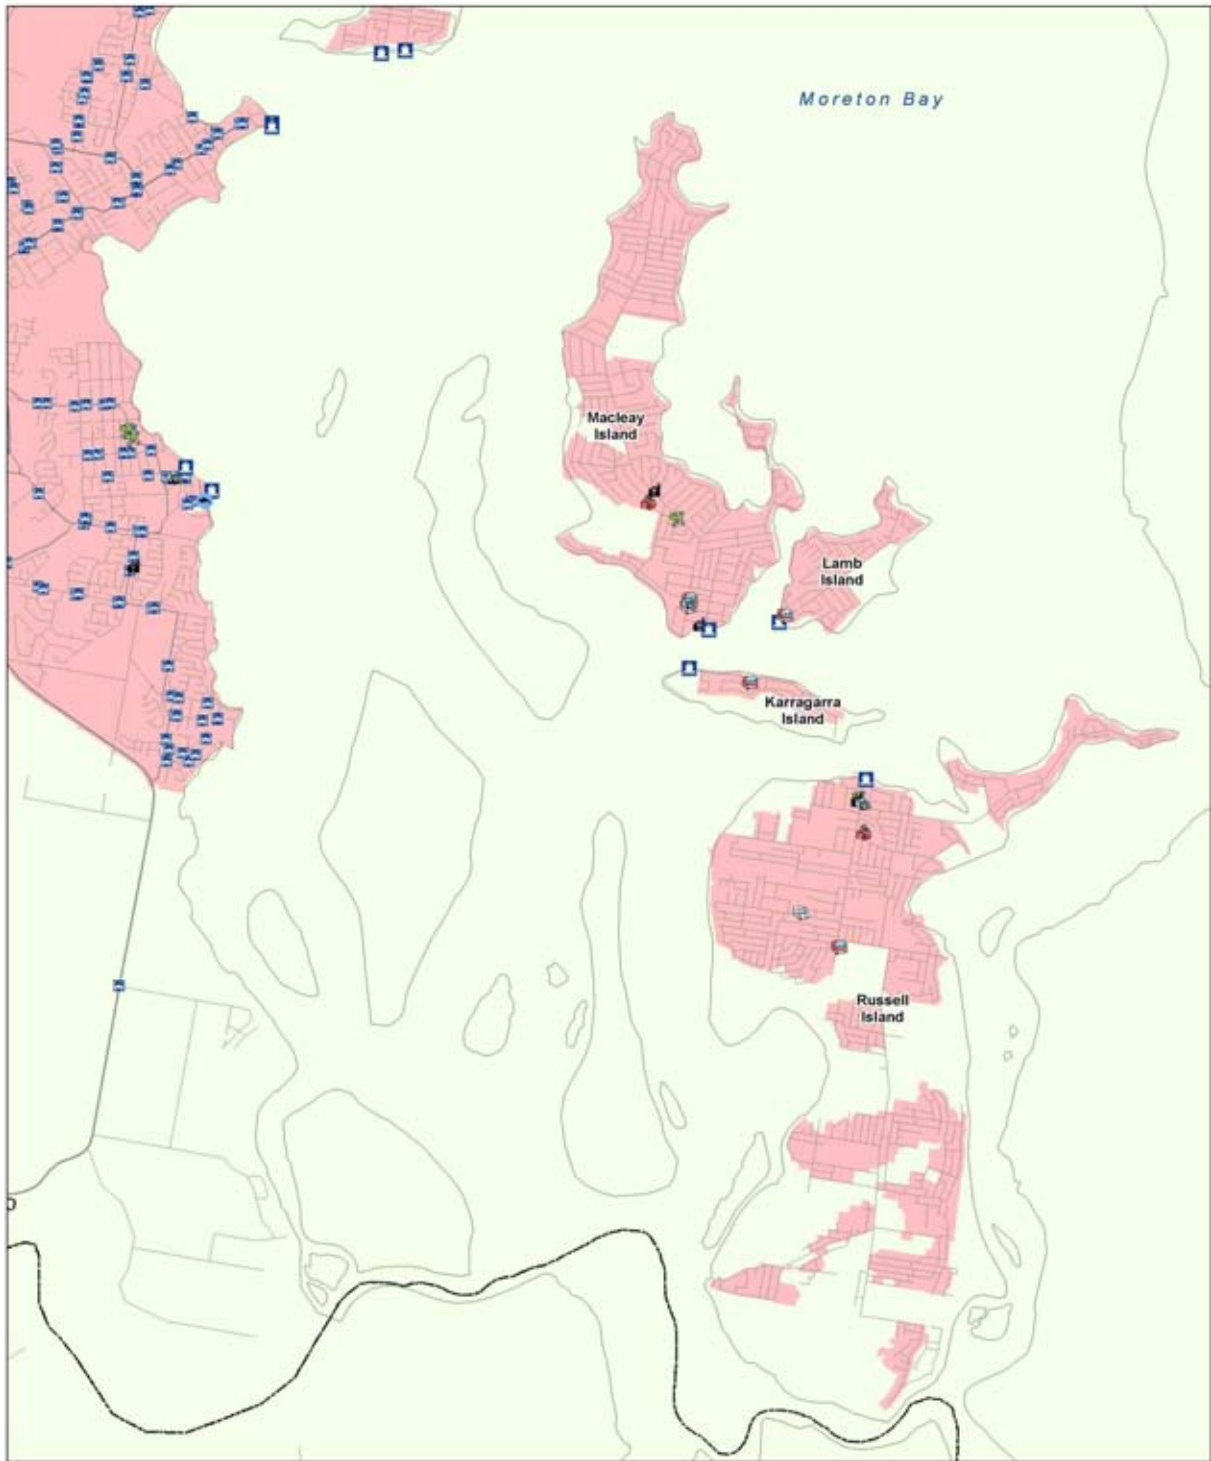 Moreton Bay
Macleay
Island
Lamb
Island
Karragarra
Island
Russell
Island